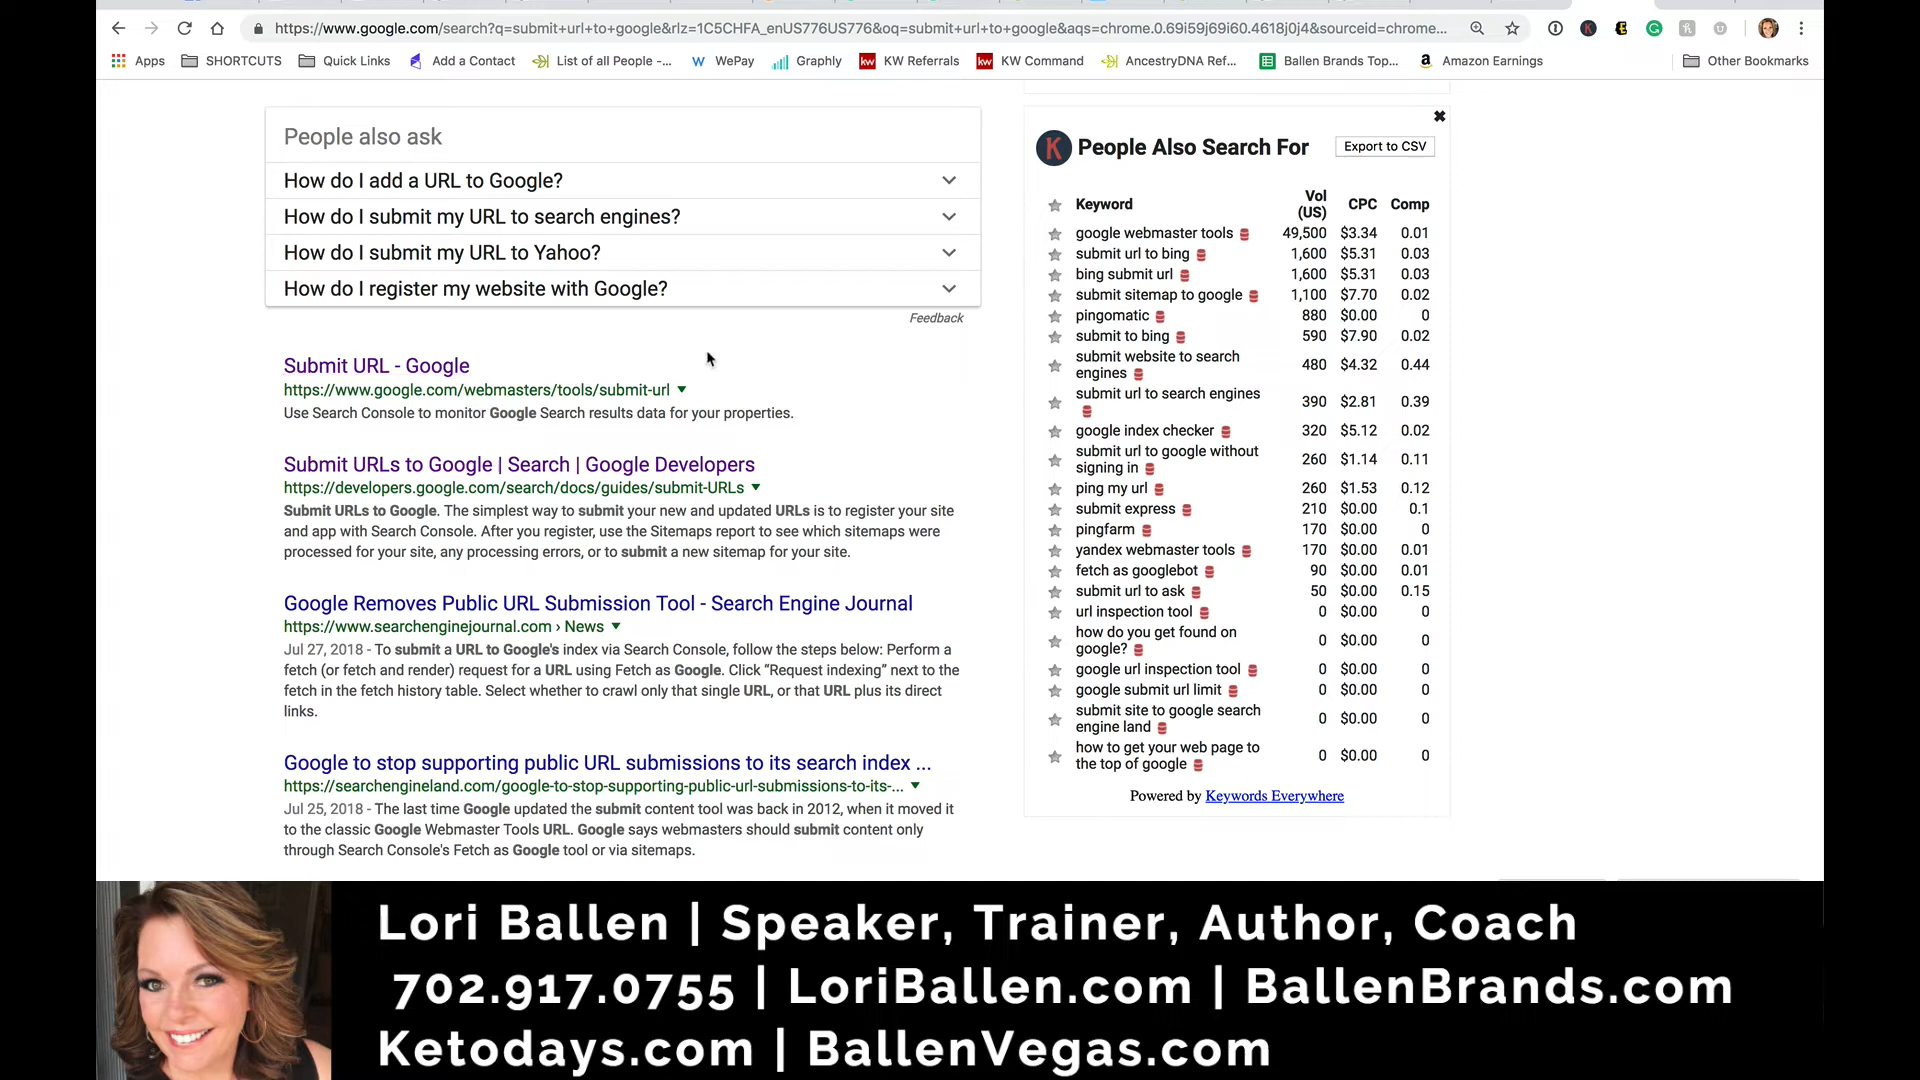 https://www.google.com/search?q=submit+url+to+google&rlz=1C5CHFA_enUS776US776&oq=submit+url+to+google&aqs=chrome.0.69i59j69i60.4618j0j4&sourceid=chrome...
Apps SHORTCUTS Quick Links Add a Contact List of all People -... WePay Graphly KW Referrals KW Command AncestryDNA Ref... Ballen Brands Top... Amazon Earnings Other Bookmarks
People also ask
How do I add a URL to Google?
How do I submit my URL to search engines?
How do I submit my URL to Yahoo?
How do I register my website with Google?
Feedback
Submit URL - Google
https://www.google.com/webmasters/tools/submit-url
Use Search Console to monitor Google Search results data for your properties.
Submit URLs to Google | Search | Google Developers
https://developers.google.com/search/docs/guides/submit-URLs
Submit URLs to Google. The simplest way to submit your new and updated URLs is to register your site
and app with Search Console. After you register, use the Sitemaps report to see which sitemaps were
processed for your site, any processing errors, or to submit a new sitemap for your site.
Google Removes Public URL Submission Tool - Search Engine Journal
https://www.searchenginejournal.com › News
Jul 27, 2018 - To submit a URL to Google's index via Search Console, follow the steps below: Perform a
fetch (or fetch and render) request for a URL using Fetch as Google. Click “Request indexing” next to the
fetch in the fetch history table. Select whether to crawl only that single URL, or that URL plus its direct
links.
Google to stop supporting public URL submissions to its search index ...
https://searchengineland.com/google-to-stop-supporting-public-url-submissions-to-its-...
Jul 25, 2018 - The last time Google updated the submit content tool was back in 2012, when it moved it
to the classic Google Webmaster Tools URL. Google says webmasters should submit content only
through Search Console's Fetch as Google tool or via sitemaps.
K People Also Search For Export to CSV
Keyword Vol (US) CPC Comp
google webmaster tools 49,500 $3.34 0.01
submit url to bing 1,600 $5.31 0.03
bing submit url 1,600 $5.31 0.03
submit sitemap to google 1,100 $7.70 0.02
pingomatic 880 $0.00 0
submit to bing 590 $7.90 0.02
submit website to search
engines 480 $4.32 0.44
submit url to search engines 390 $2.81 0.39
google index checker 320 $5.12 0.02
submit url to google without
signing in 260 $1.14 0.11
ping my url 260 $1.53 0.12
submit express 210 $0.00 0.1
pingfarm 170 $0.00 0
yandex webmaster tools 170 $0.00 0.01
fetch as googlebot 90 $0.00 0.01
submit url to ask 50 $0.00 0.15
url inspection tool 0 $0.00 0
how do you get found on
google? 0 $0.00 0
google url inspection tool 0 $0.00 0
google submit url limit 0 $0.00 0
submit site to google search
engine land 0 $0.00 0
how to get your web page to
the top of google 0 $0.00 0
Powered by Keywords Everywhere
Lori Ballen | Speaker, Trainer, Author, Coach
702.917.0755 | LoriBallen.com | BallenBrands.com
Ketodays.com | BallenVegas.com